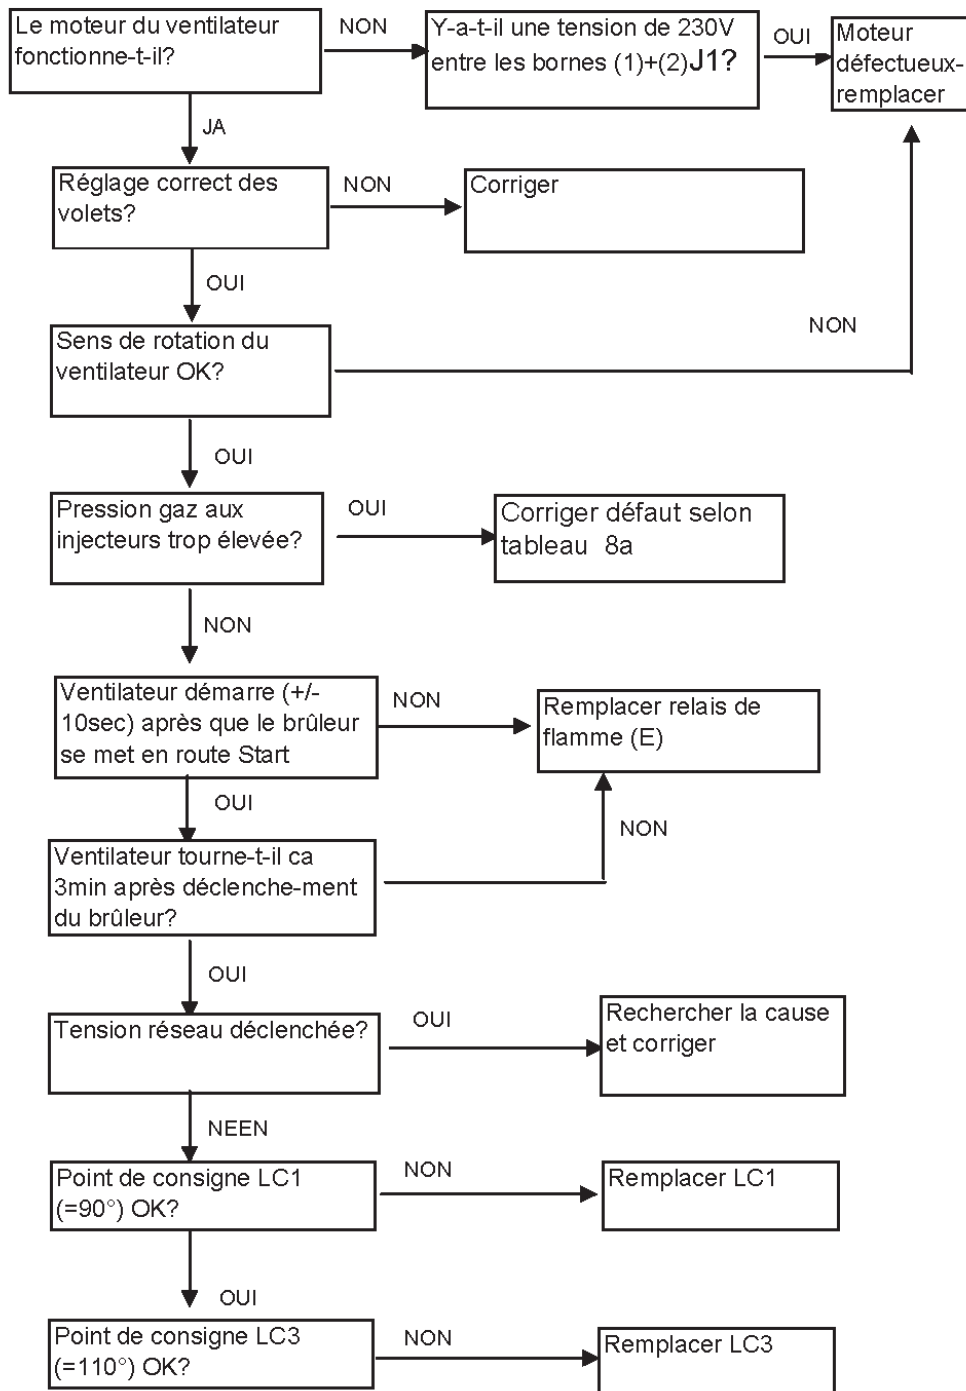 Le moteur du ventilateur
fonctionne-t-il?
NON
Y-a-t-il une tension de 230V
entre les bornes (1)+(2)J1?
OUI
Moteur
défectueux-
remplacer
JA
Réglage correct des
volets?
NON
Corriger
OUI
Sens de rotation du
ventilateur OK?
NON
OUI
Pression gaz aux
injecteurs trop élevée?
OUI
Corriger défaut selon
tableau 8a
NON
Ventilateur démarre (+/-
10sec) après que le brûleur
se met en route Start
NON
Remplacer relais de
flamme (E)
OUI
NON
Ventilateur tourne-t-il ca
3min après déclenche-ment
du brûleur?
OUI
Tension réseau déclenchée?
OUI
Rechercher la cause
et corriger
NEEN
Point de consigne LC1
(=90°) OK?
NON
Remplacer LC1
OUI
Point de consigne LC3
(=110°) OK?
NON
Remplacer LC3